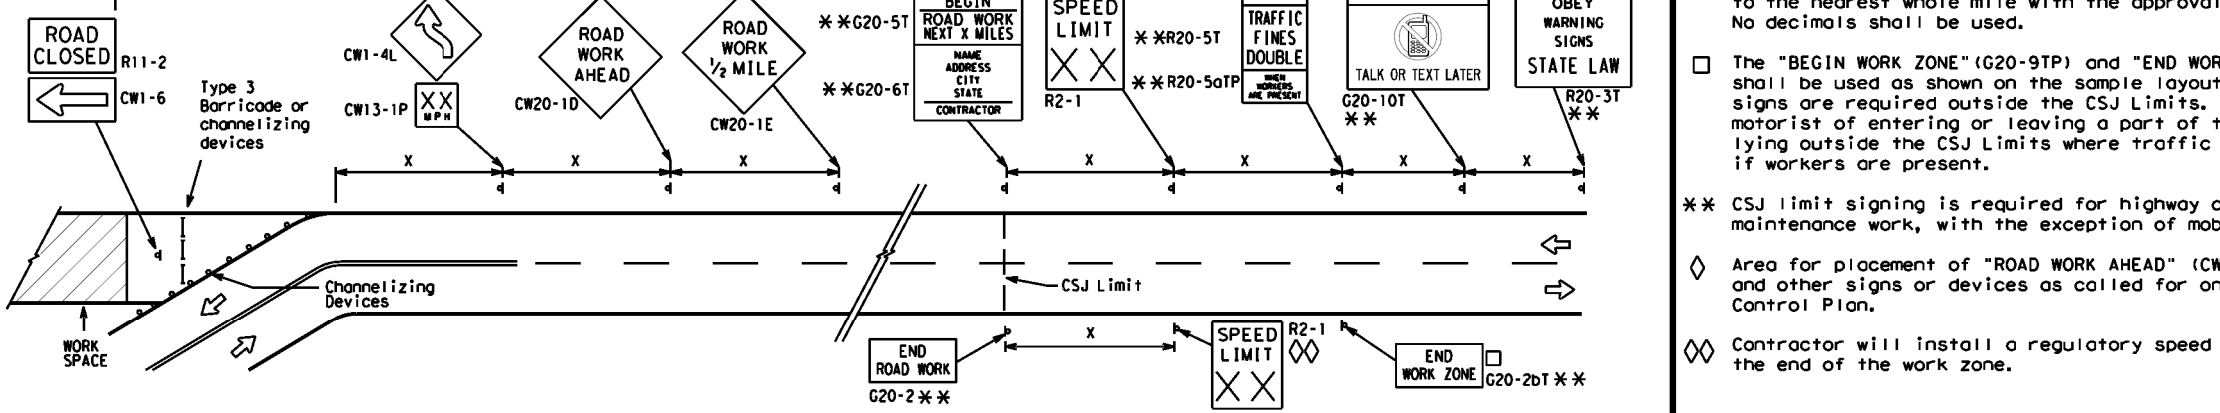 ROAD
CLOSED
R11-2
CW1-6
Type 3
Barricade or
channelizing
devices
CW1-4L
XX
MPH
CW13-1P
ROAD
WORK
AHEAD
CW20-1D
ROAD
WORK
½ MILE
CW20-1E
**G20-5T
**G20-6T
BEGIN
ROAD WORK
NEXT X MILES
NAME
ADDRESS
CITY
STATE
CONTRACTOR
SPEED
LIMIT
XX
R2-1
**R20-5T
**R20-5aTP
TRAFFIC
FINES
DOUBLE
WHEN
WORKERS
ARE PRESENT
TALK OR TEXT LATER
G20-10T
**
OBEY
WARNING
SIGNS
STATE LAW
R20-3T
**
X
X
X
X
X
X
X
Channelizing
Devices
CSJ Limit
WORK
SPACE
END
ROAD WORK
G20-2**
X
SPEED
LIMIT
XX
R2-1
END
WORK ZONE
G20-2bT**
to the nearest whole mile with the approval
No decimals shall be used.
The "BEGIN WORK ZONE"(G20-9TP) and "END WOR
shall be used as shown on the sample layout
signs are required outside the CSJ Limits.
motorist of entering or leaving a part of t
lying outside the CSJ Limits where traffic
if workers are present.
** CSJ limit signing is required for highway c
maintenance work, with the exception of mob
Area for placement of "ROAD WORK AHEAD" (CW
and other signs or devices as called for on
Control Plan.
Contractor will install a regulatory speed
the end of the work zone.